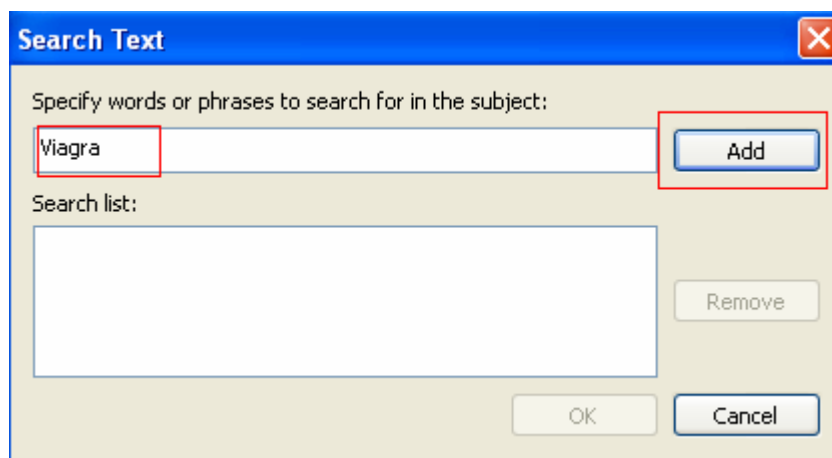 Search Text
Specify words or phrases to search for in the subject:
Viagra
Add
Search list:
Remove
OK
Cancel